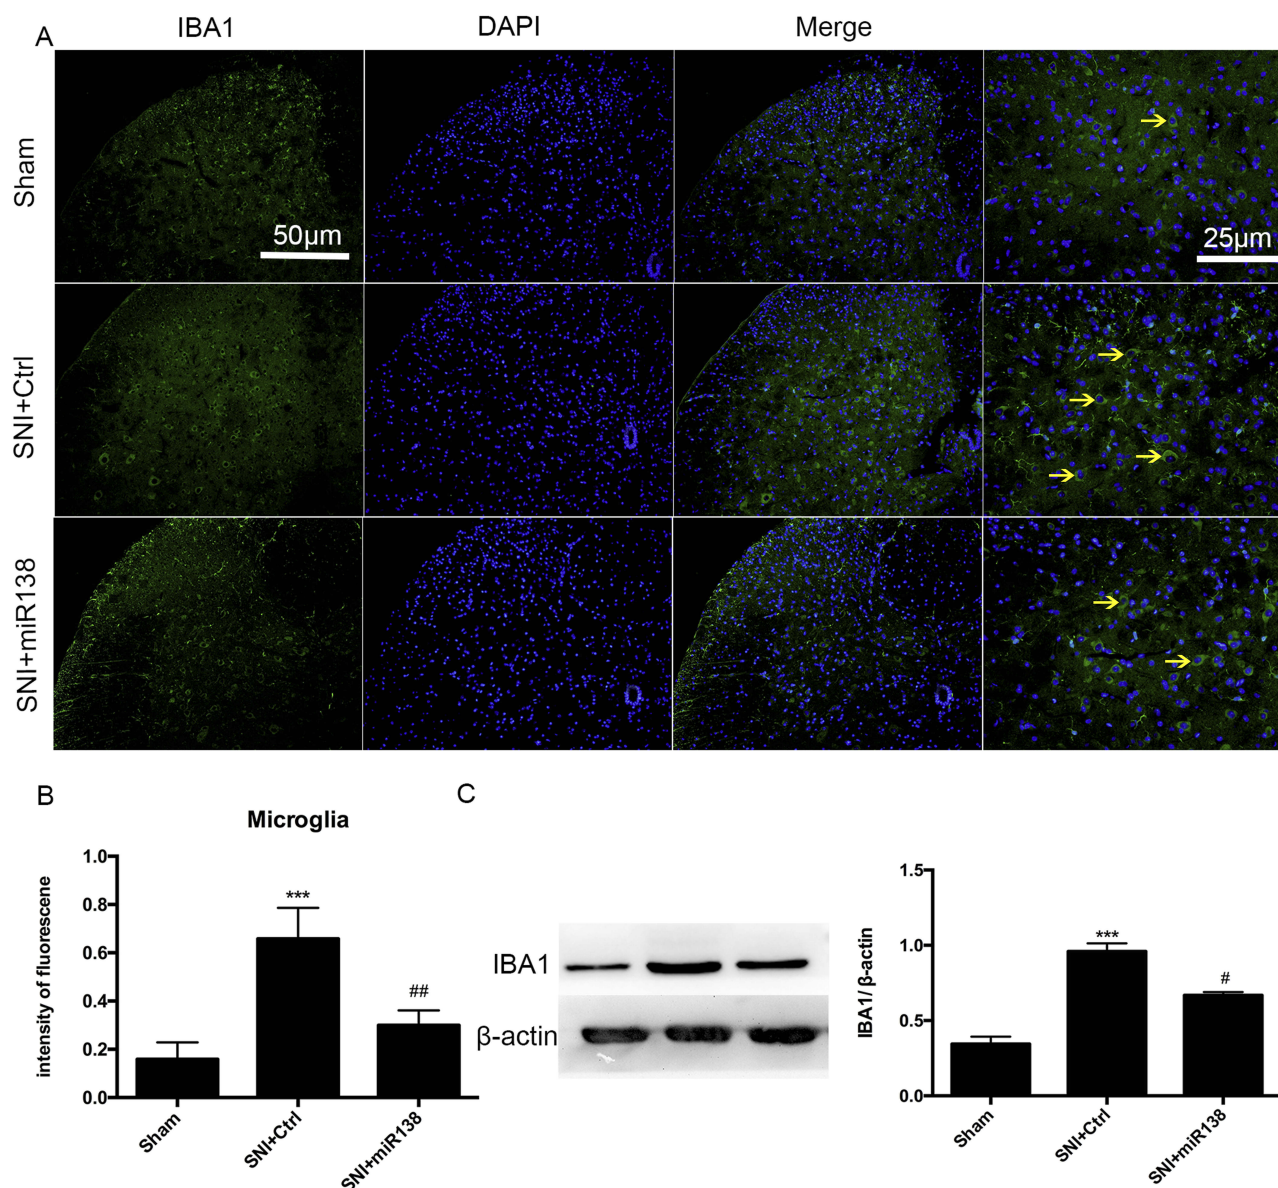 A
IBA1
DAPI
Merge
Sham
50μm
25μm
SNI+Ctrl
SNI+miR138
B
Microglia
intensity of fluorescene
1.0
0.8
0.6
0.4
0.2
0.0
***
##
Sham
SNI+Ctrl
SNI+miR138
C
IBA1
β-actin
IBA1/ β-actin
1.5
1.0
0.5
0.0
***
#
Sham
SNI+Ctrl
SNI+miR138